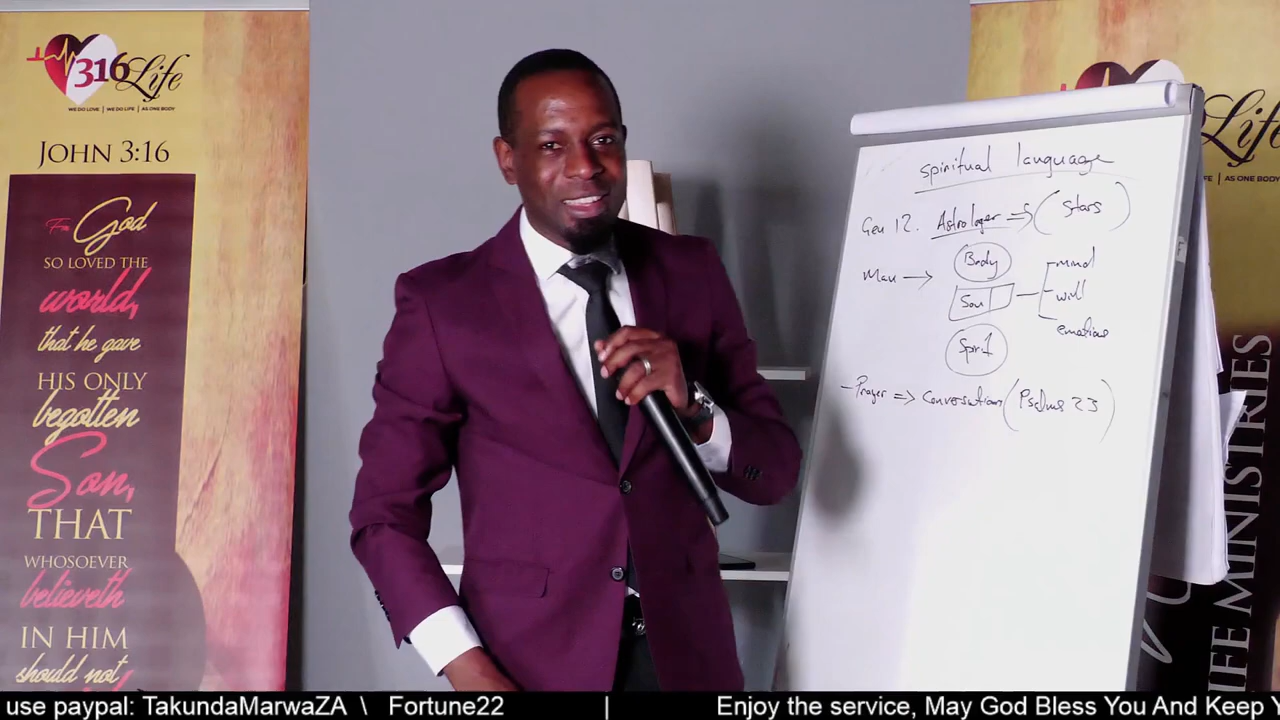 316 Life
WE DO LOVE | WE DO LIFE | AS ONE BODY
JOHN 3:16
For God
SO LOVED THE
world,
that he gave
HIS ONLY
begotten
Son,
THAT
WHOSOEVER
believeth
IN HIM
should not
spiritual language
Gen 12. Astrologer => (Stars)
Man → Body
Soul
mind
will
emotions
Spirit
- Prayer => Conversations (Psalms 23)
Life
FE | AS ONE BODY
LIFE MINISTRIES
use paypal: TakundaMarwaZA \ Fortune22 | Enjoy the service, May God Bless You And Keep Y